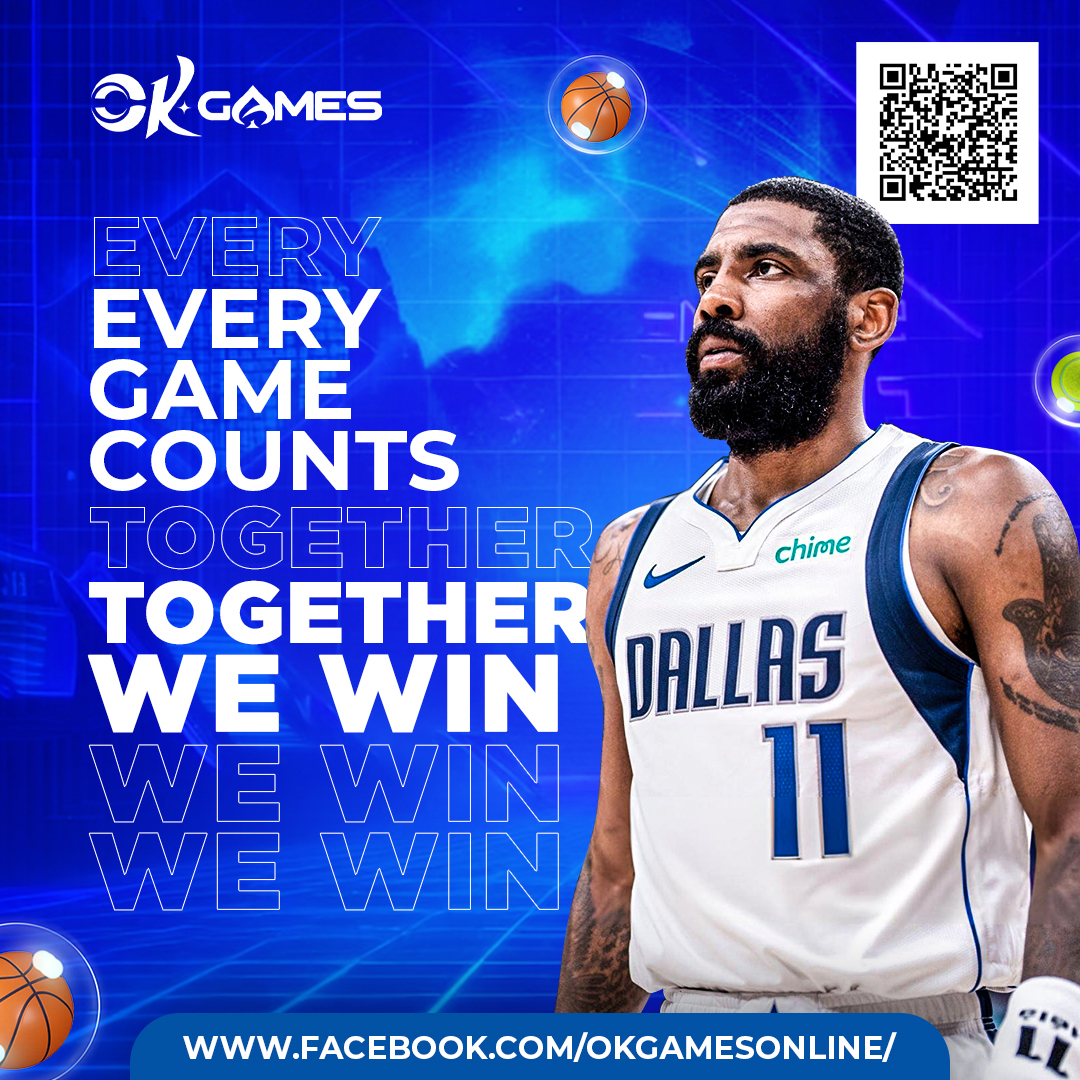 OK GAMES
EVERY
EVERY
GAME
COUNTS
TOGETHER
TOGETHER
WE WIN
WE WIN
WE WIN
chime
DALLAS
11
WWW.FACEBOOK.COM/OKGAMESONLINE/